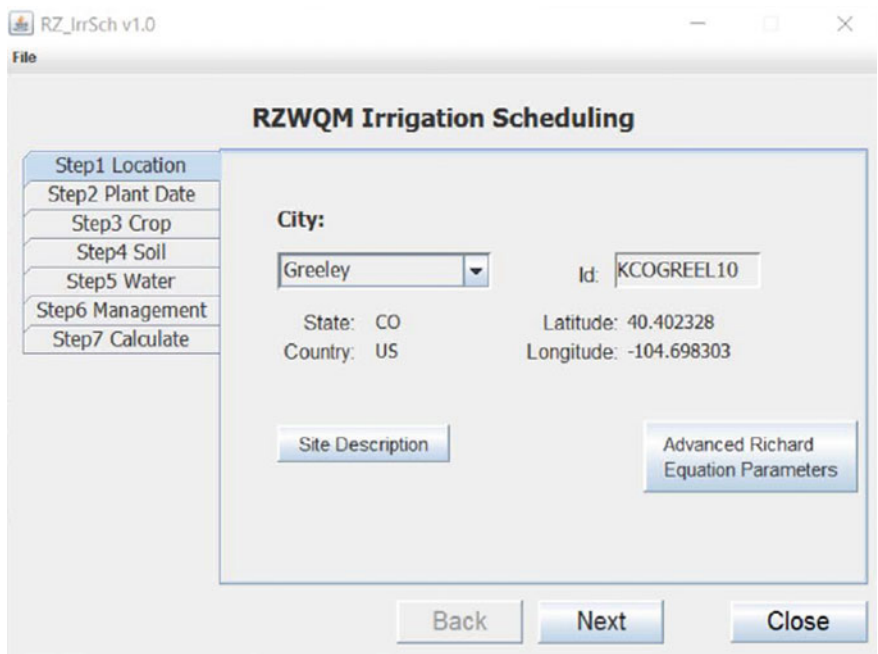 RZ_IrrSch v1.0
File
RZWQM Irrigation Scheduling
Step1 Location
Step2 Plant Date
Step3 Crop
Step4 Soil
Step5 Water
Step6 Management
Step7 Calculate
City:
Greeley
Id: KCOGREEL10
State: CO
Latitude: 40.402328
Country: US
Longitude: -104.698303
Site Description
Advanced Richard
Equation Parameters
Back
Next
Close